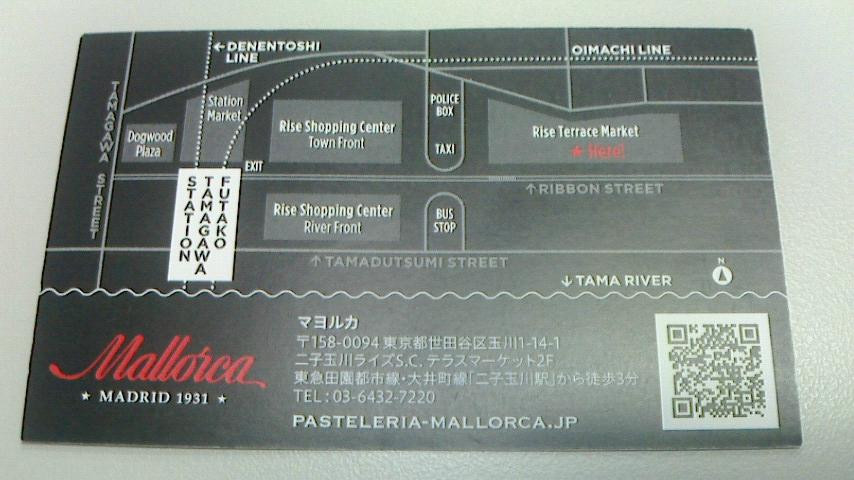 ←DENENTOSHI
LINE
OIMACHI LINE
TAMAGAWA STREET
Station
Market
Dogwood
Plaza
Rise Shopping Center
Town Front
POLICE
BOX
TAXI
Rise Terrace Market
★ Here!
EXIT
FUTAKO
TAMAGAWA
STATION
↑RIBBON STREET
Rise Shopping Center
River Front
BUS
STOP
↑TAMADUTSUMI STREET
↓TAMA RIVER
N
Mallorca
★ MADRID 1931 ★
マヨルカ
〒158-0094 東京都世田谷区玉川1-14-1
二子玉川ライズS.C. テラスマーケット2F
東急田園都市線・大井町線「二子玉川駅」から徒歩3分
TEL : 03-6432-7220
PASTELERIA-MALLORCA.JP